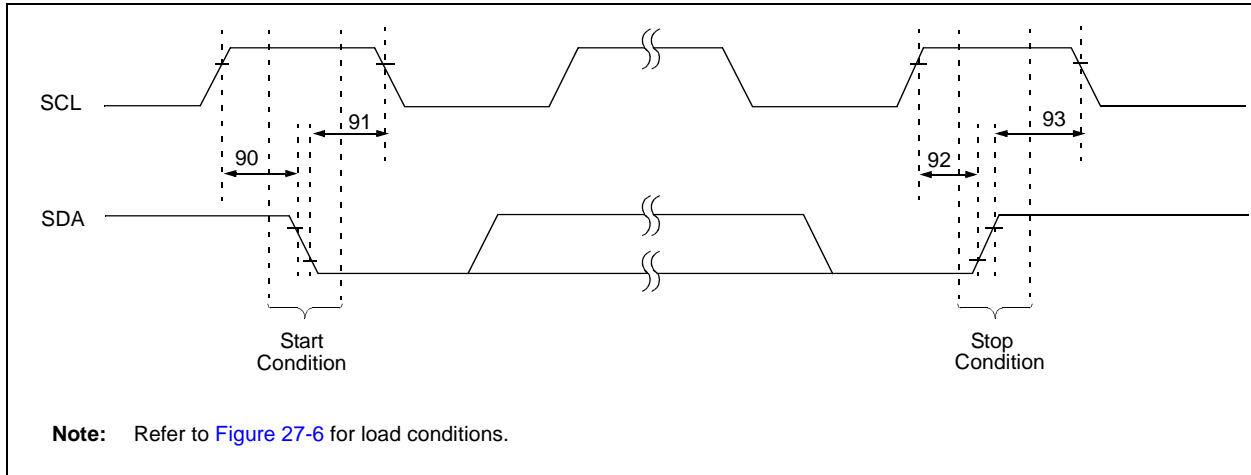 SCL
91
93
90
92
SDA
Start
Condition
Stop
Condition
Note: Refer to Figure 27-6 for load conditions.